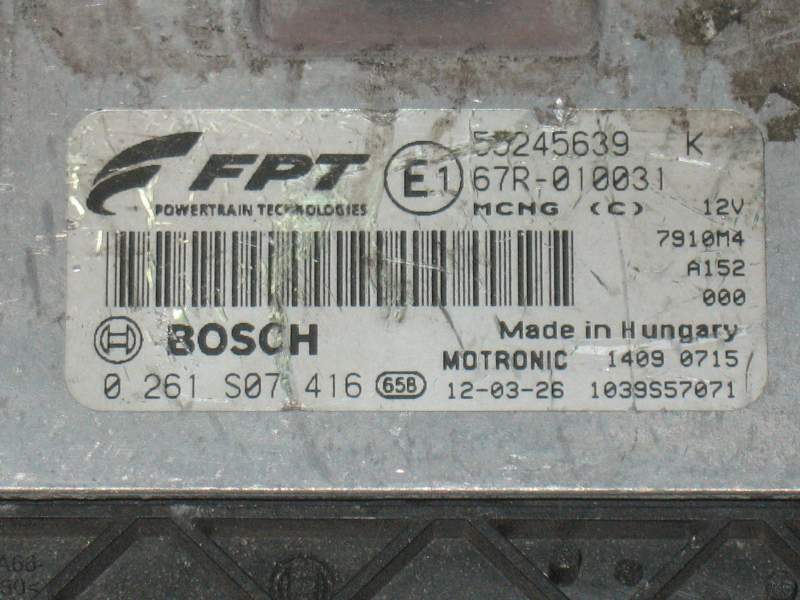 FPT
POWERTRAIN TECHNOLOGIES
E1
55245639 K
67R-010031
MCNG (C) 12V
7910M4
A152
000
BOSCH
Made in Hungary
MOTRONIC 1409 0715
0 261 S07 416 65B
12-03-26 1039S57071